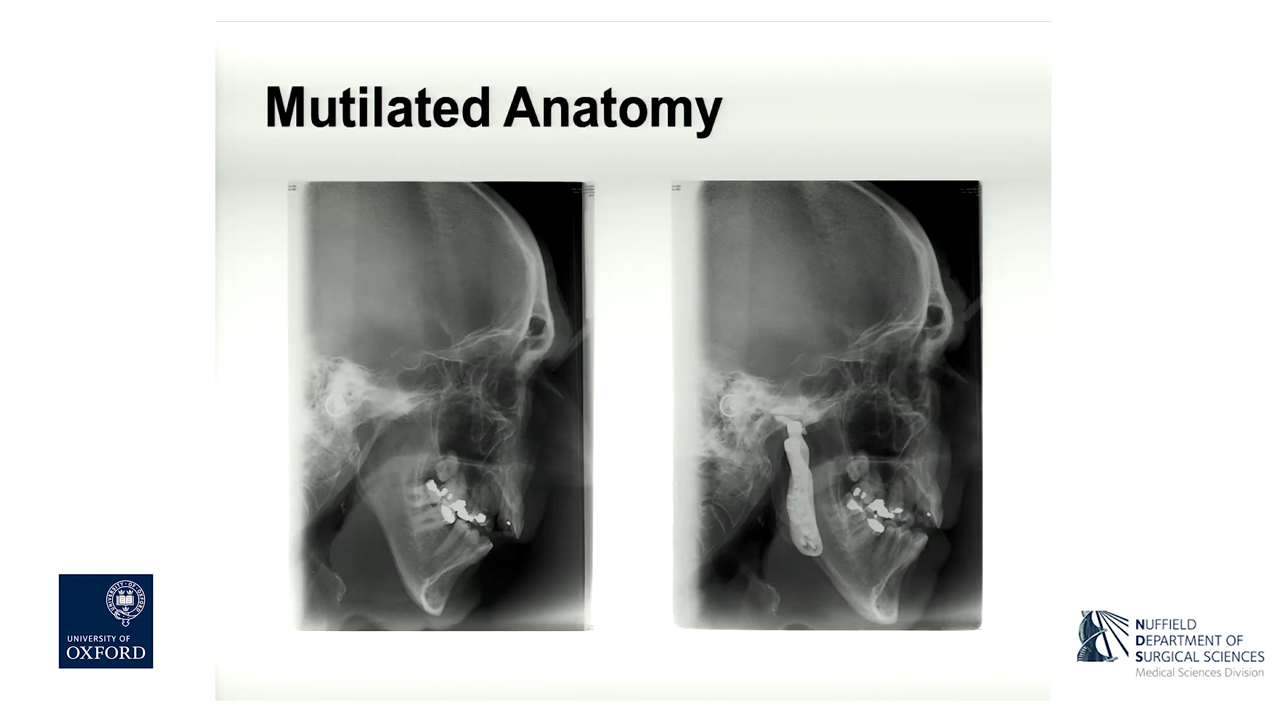 Mutilated Anatomy
UNIVERSITY OF
OXFORD
NUFFIELD
DEPARTMENT OF
SURGICAL SCIENCES
Medical Sciences Division